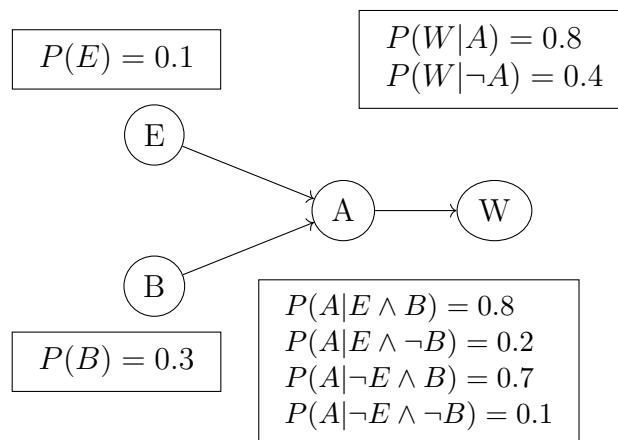 P(E) = 0.1
P(W|A) = 0.8
P(W|¬A) = 0.4
E
A
W
B
P(B) = 0.3
P(A|E ∧ B) = 0.8
P(A|E ∧ ¬B) = 0.2
P(A|¬E ∧ B) = 0.7
P(A|¬E ∧ ¬B) = 0.1